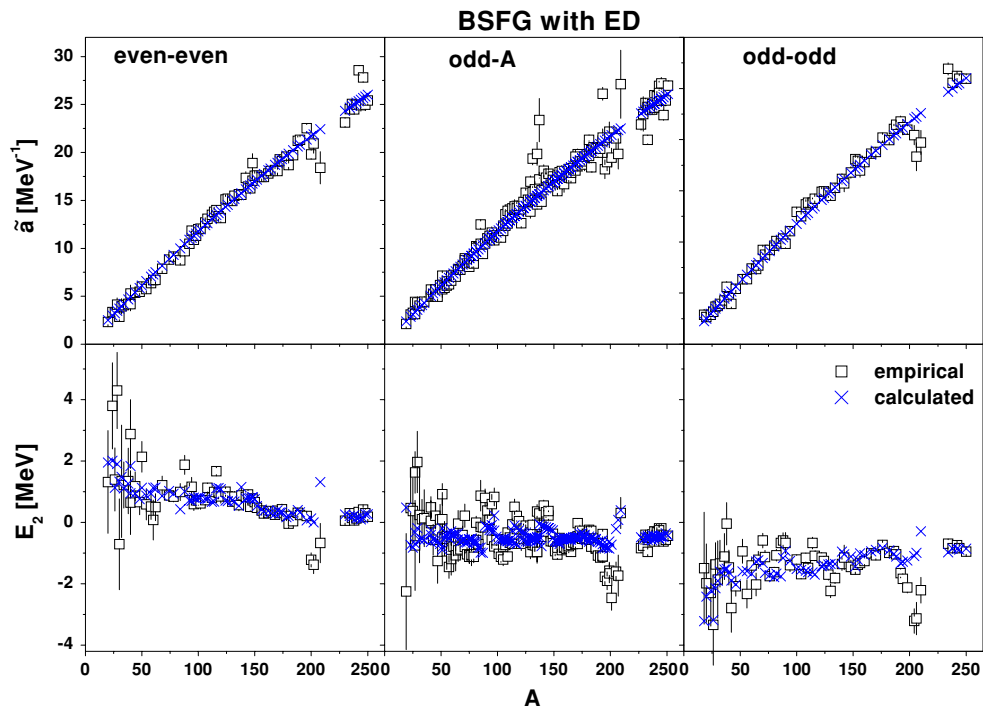 BSFG with ED
even-even
odd-A
odd-odd
30
25
20
15
10
5
0
ã [MeV⁻¹]
empirical
calculated
4
2
0
-2
-4
E₂ [MeV]
0 50 100 150 200 250 0 50 100 150 200 250 0 50 100 150 200 250
A